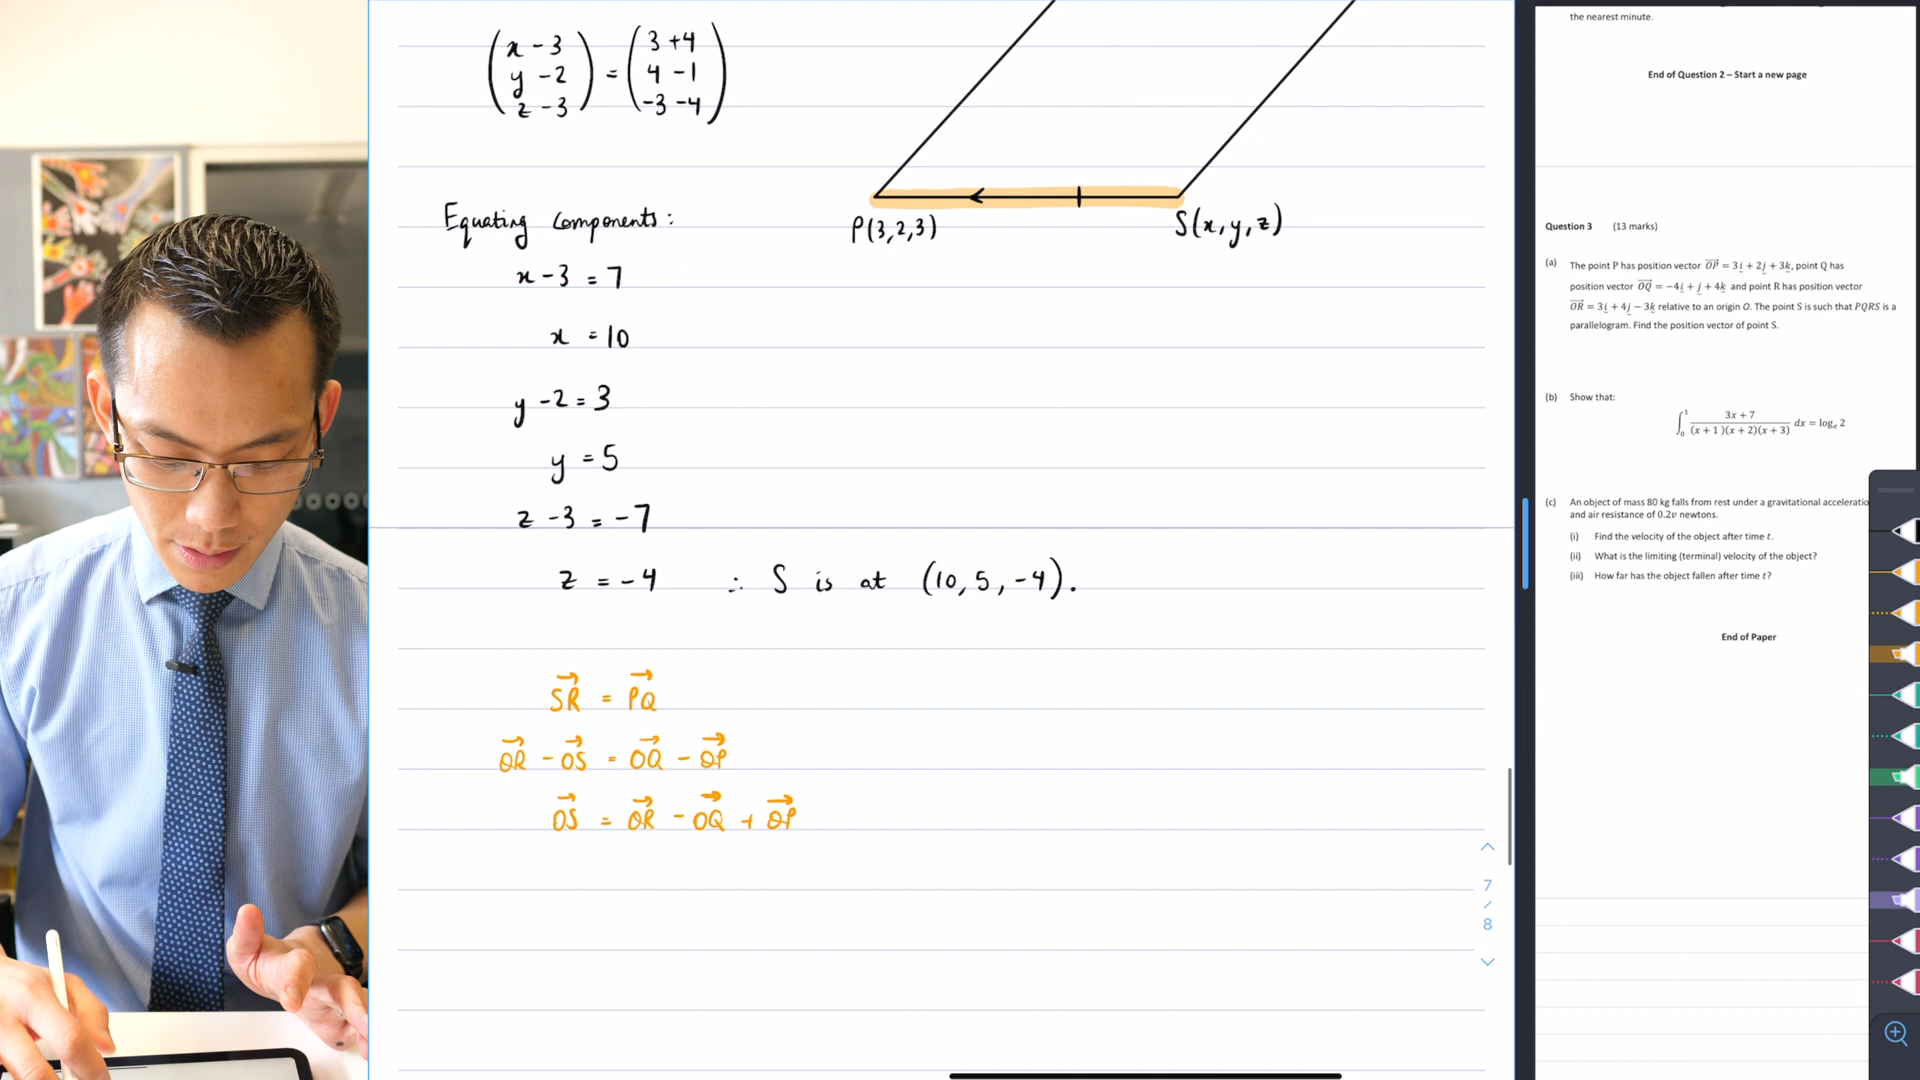 x - 3 3 + 4
y - 2 = 4 - 1
z - 3 -3 - 4
Equating components:
x - 3 = 7
x = 10
y - 2 = 3
y = 5
z - 3 = -7
z = -4 ∴ S is at (10, 5, -4).
P(3,2,3) S(x,y,z)
SR = PQ
OR - OS = OQ - OP
OS = OR - OQ + OP
7
/
8
the nearest minute.
End of Question 2 – Start a new page
Question 3 (13 marks)
(a) The point P has position vector OP = 3i + 2j + 3k, point Q has
position vector OQ = −4i + j + 4k and point R has position vector
OR = 3i + 4j − 3k relative to an origin O. The point S is such that PQRS is a
parallelogram. Find the position vector of point S.
(b) Show that:
∫₀¹ (3x + 7)/((x + 1)(x + 2)(x + 3)) dx = logₑ 2
(c) An object of mass 80 kg falls from rest under a gravitational acceleratio
and air resistance of 0.2v newtons.
(i) Find the velocity of the object after time t.
(ii) What is the limiting (terminal) velocity of the object?
(iii) How far has the object fallen after time t?
End of Paper